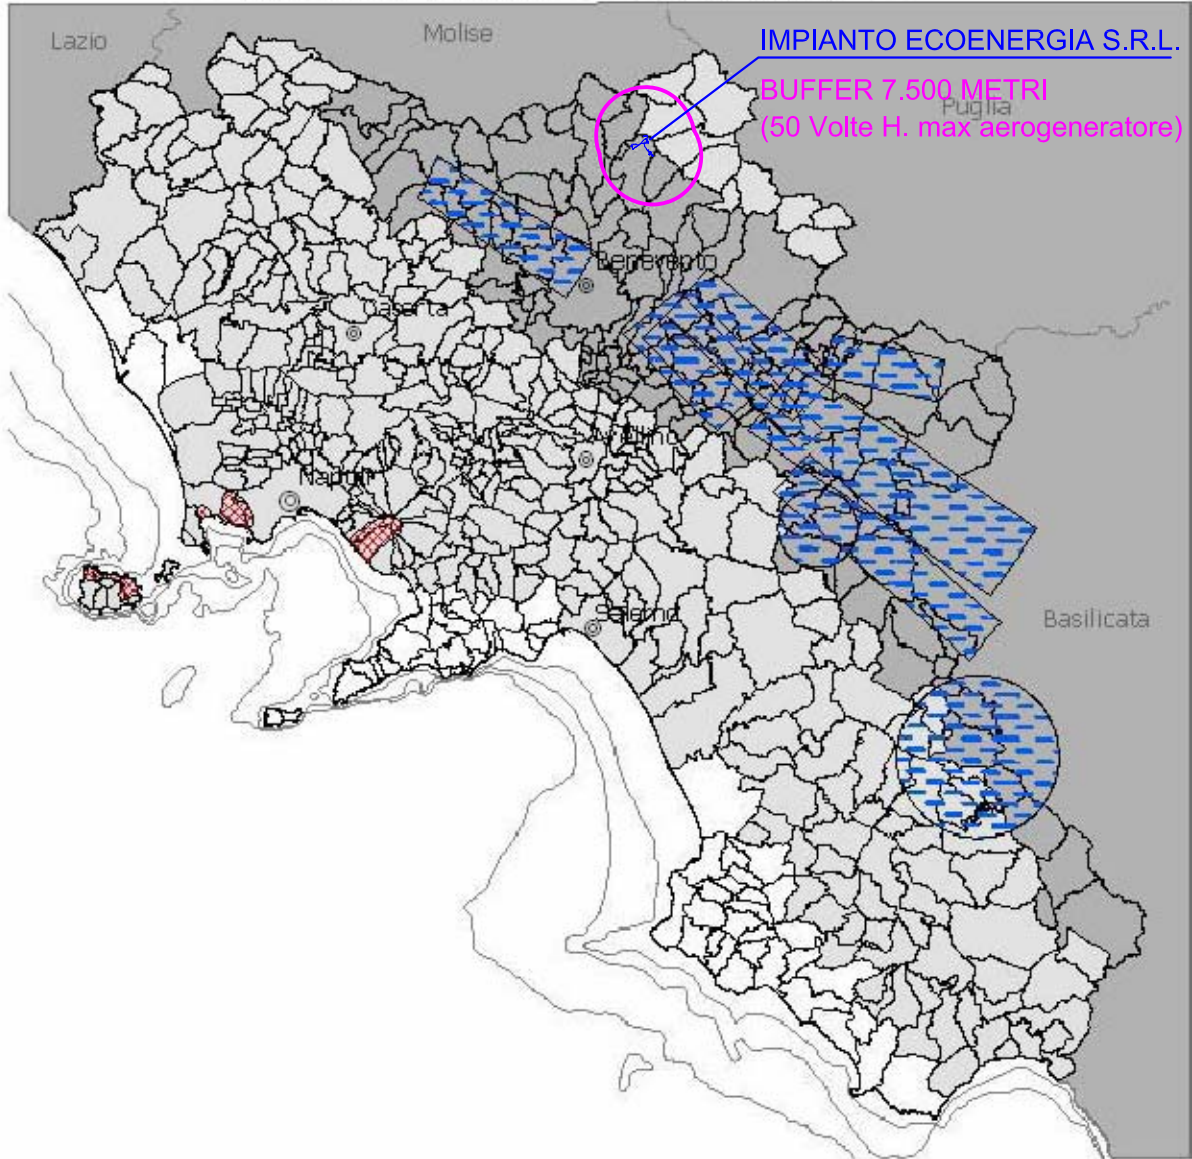 Lazio
Molise
IMPIANTO ECOENERGIA S.R.L.
BUFFER 7.500 METRI
Puglia
(50 Volte H. max aerogeneratore)
Benevento
Caserta
Avellino
Napoli
Salerno
Basilicata